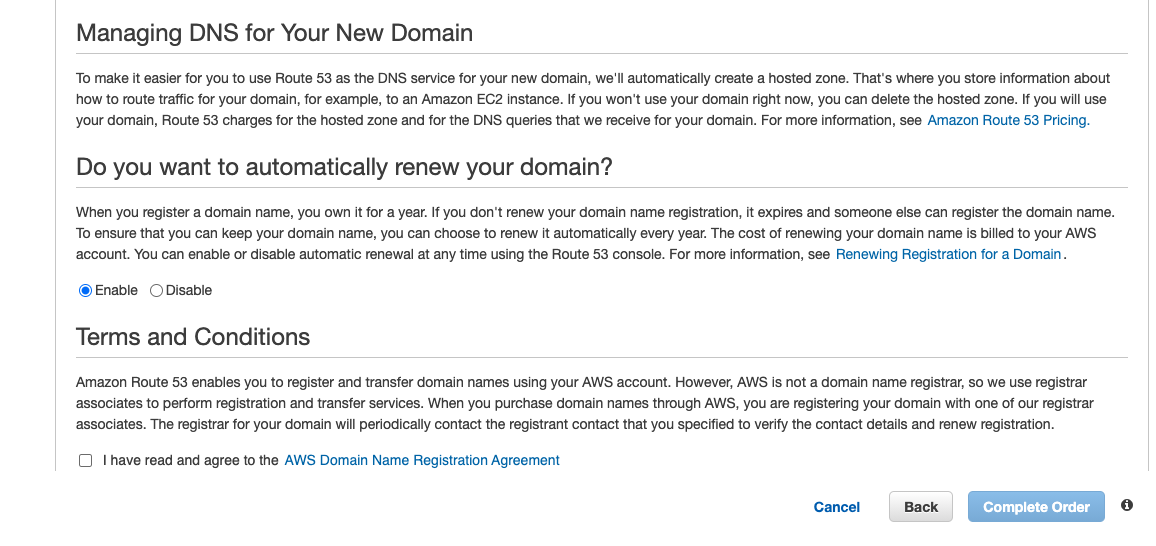 Managing DNS for Your New Domain
To make it easier for you to use Route 53 as the DNS service for your new domain, we'll automatically create a hosted zone. That's where you store information about
how to route traffic for your domain, for example, to an Amazon EC2 instance. If you won't use your domain right now, you can delete the hosted zone. If you will use
your domain, Route 53 charges for the hosted zone and for the DNS queries that we receive for your domain. For more information, see Amazon Route 53 Pricing.
Do you want to automatically renew your domain?
When you register a domain name, you own it for a year. If you don't renew your domain name registration, it expires and someone else can register the domain name.
To ensure that you can keep your domain name, you can choose to renew it automatically every year. The cost of renewing your domain name is billed to your AWS
account. You can enable or disable automatic renewal at any time using the Route 53 console. For more information, see Renewing Registration for a Domain.
Enable Disable
Terms and Conditions
Amazon Route 53 enables you to register and transfer domain names using your AWS account. However, AWS is not a domain name registrar, so we use registrar
associates to perform registration and transfer services. When you purchase domain names through AWS, you are registering your domain with one of our registrar
associates. The registrar for your domain will periodically contact the registrant contact that you specified to verify the contact details and renew registration.
I have read and agree to the AWS Domain Name Registration Agreement
Cancel Back Complete Order